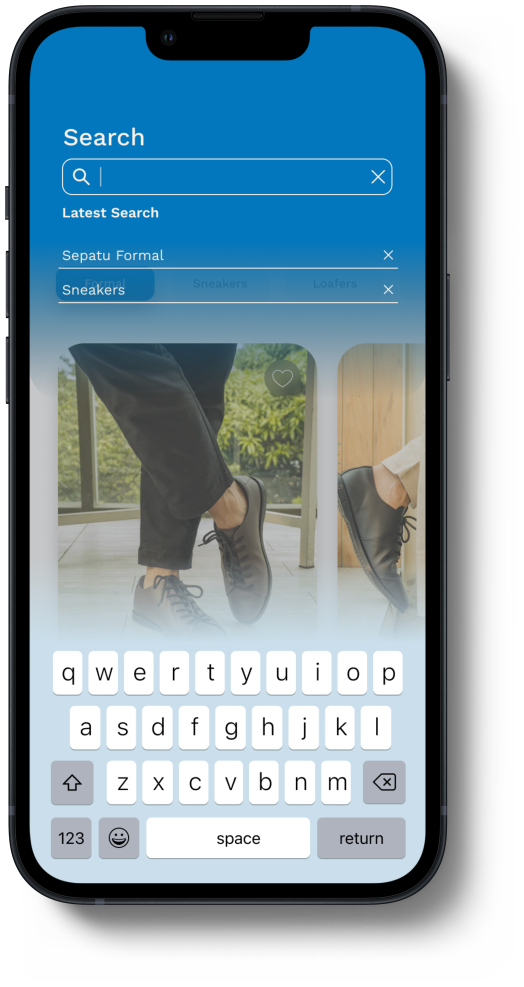 Search
Latest Search
Sepatu Formal
Formal Sneakers Loafers
Sneakers
q w e r t y u i o p
a s d f g h j k l
z x c v b n m
123 space return